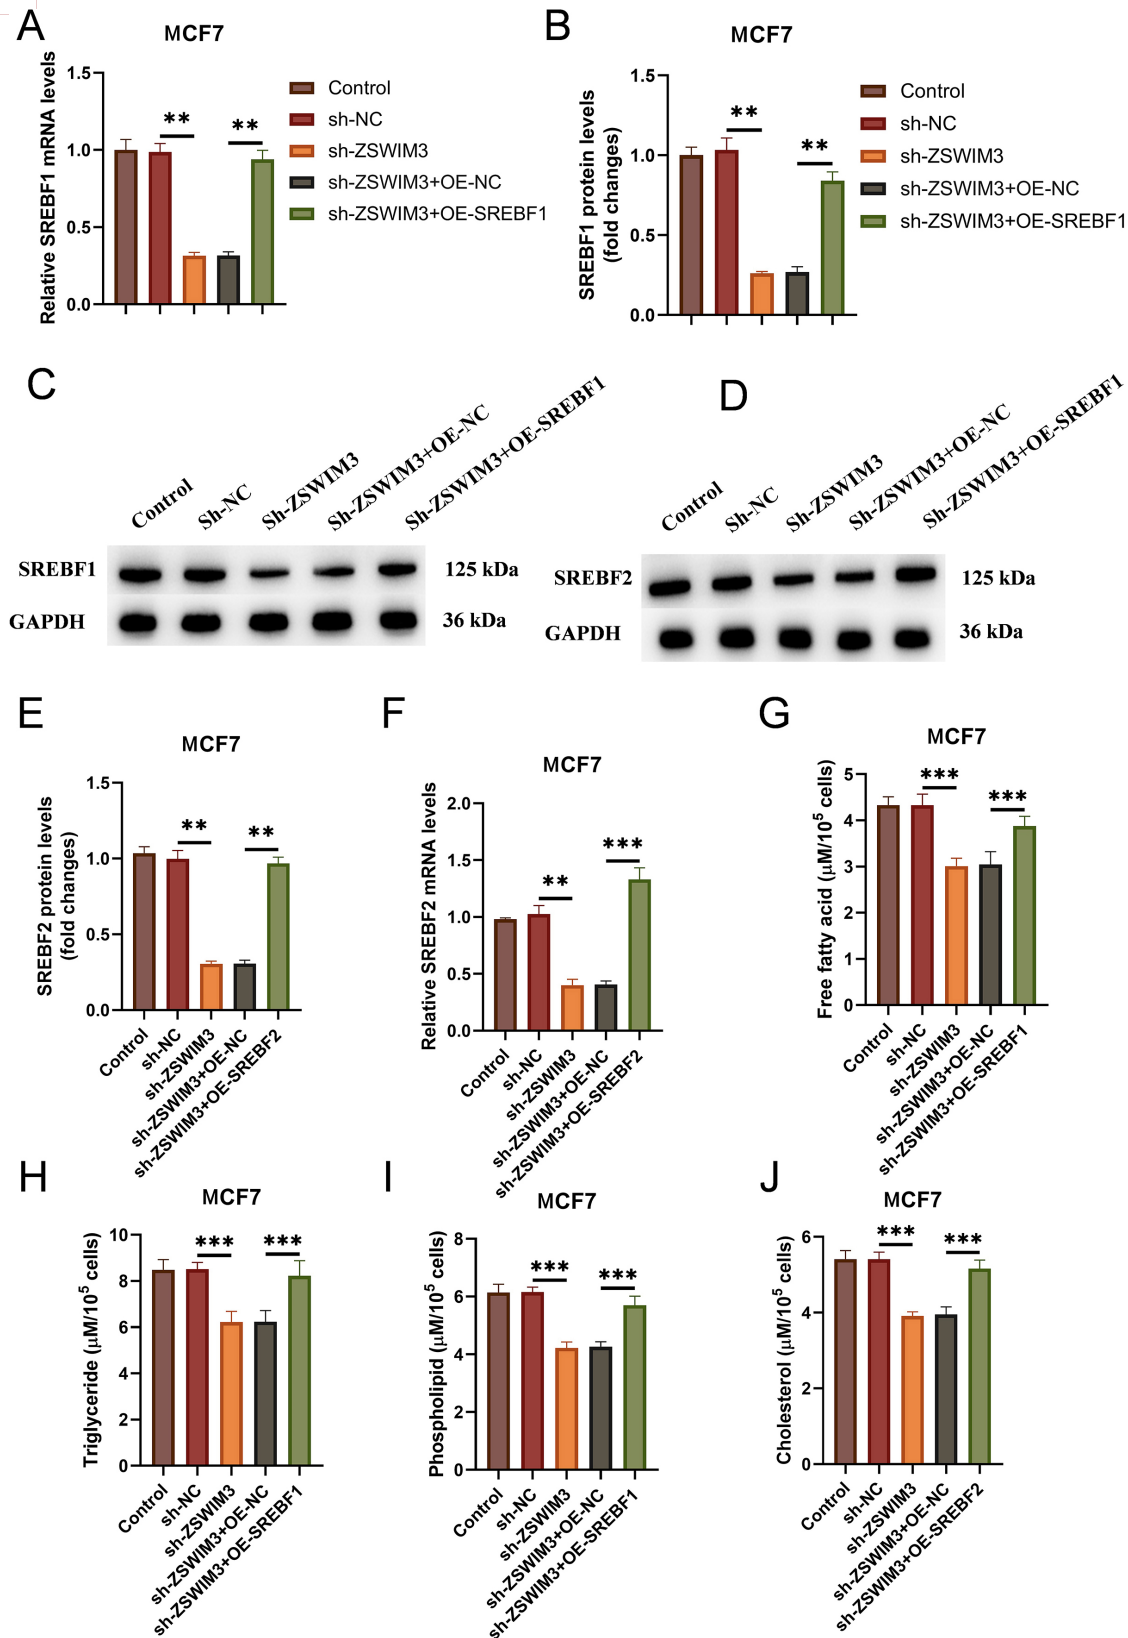 A
MCF7
Relative SREBF1 mRNA levels
1.5
1.0
0.5
0.0
**
**
Control
sh-NC
sh-ZSWIM3
sh-ZSWIM3+OE-NC
sh-ZSWIM3+OE-SREBF1
B
MCF7
SREBF1 protein levels
(fold changes)
1.5
1.0
0.5
0.0
**
**
Control
sh-NC
sh-ZSWIM3
sh-ZSWIM3+OE-NC
sh-ZSWIM3+OE-SREBF1
C
Control
Sh-NC
Sh-ZSWIM3
Sh-ZSWIM3+OE-NC
Sh-ZSWIM3+OE-SREBF1
SREBF1
125 kDa
GAPDH
36 kDa
D
Control
Sh-NC
Sh-ZSWIM3
Sh-ZSWIM3+OE-NC
Sh-ZSWIM3+OE-SREBF1
SREBF2
125 kDa
GAPDH
36 kDa
E
MCF7
SREBF2 protein levels
(fold changes)
1.5
1.0
0.5
0.0
**
**
Control
sh-NC
sh-ZSWIM3
sh-ZSWIM3+OE-NC
sh-ZSWIM3+OE-SREBF2
F
MCF7
Relative SREBF2 mRNA levels
2.0
1.5
1.0
0.5
0.0
**
***
Control
sh-NC
sh-ZSWIM3
sh-ZSWIM3+OE-NC
sh-ZSWIM3+OE-SREBF2
G
MCF7
Free fatty acid (μM/10⁵ cells)
5
4
3
2
1
0
***
***
Control
sh-NC
sh-ZSWIM3
sh-ZSWIM3+OE-NC
sh-ZSWIM3+OE-SREBF1
H
MCF7
Triglyceride (μM/10⁵ cells)
10
8
6
4
2
0
***
***
Control
sh-NC
sh-ZSWIM3
sh-ZSWIM3+OE-NC
sh-ZSWIM3+OE-SREBF1
I
MCF7
Phospholipid (μM/10⁵ cells)
8
6
4
2
0
***
***
Control
sh-NC
sh-ZSWIM3
sh-ZSWIM3+OE-NC
sh-ZSWIM3+OE-SREBF1
J
MCF7
Cholesterol (μM/10⁵ cells)
6
4
2
0
***
***
Control
sh-NC
sh-ZSWIM3
sh-ZSWIM3+OE-NC
sh-ZSWIM3+OE-SREBF2